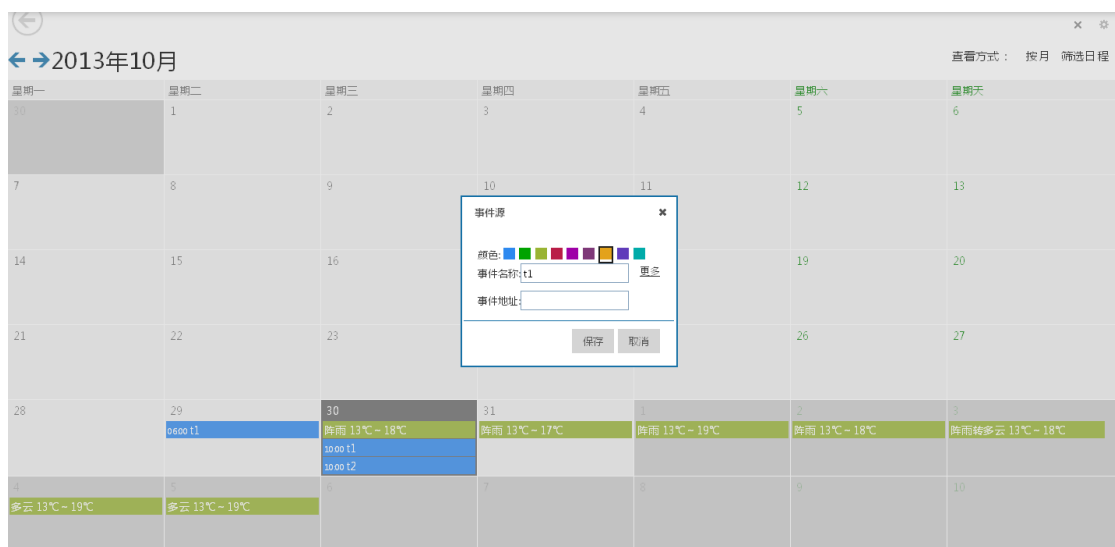 2013年10月
查看方式： 按月 筛选日程
星期一 星期二 星期三 星期四 星期五 星期六 星期天
30 1 2 3 4 5 6
7 8 9 10 11 12 13
事件源
颜色:
事件名称: t1 更多
事件地址:
保存 取消
14 15 16 19 20
21 22 23 26 27
28 29 30 31 1 2 3
06:00 t1
阵雨 13℃ ~ 18℃
10:00 t1
10:00 t2
阵雨 13℃ ~ 17℃
阵雨 13℃ ~ 19℃
阵雨 13℃ ~ 18℃
阵雨转多云 13℃ ~ 18℃
4 5 6 7 8 9 10
多云 13℃ ~ 19℃
多云 13℃ ~ 19℃